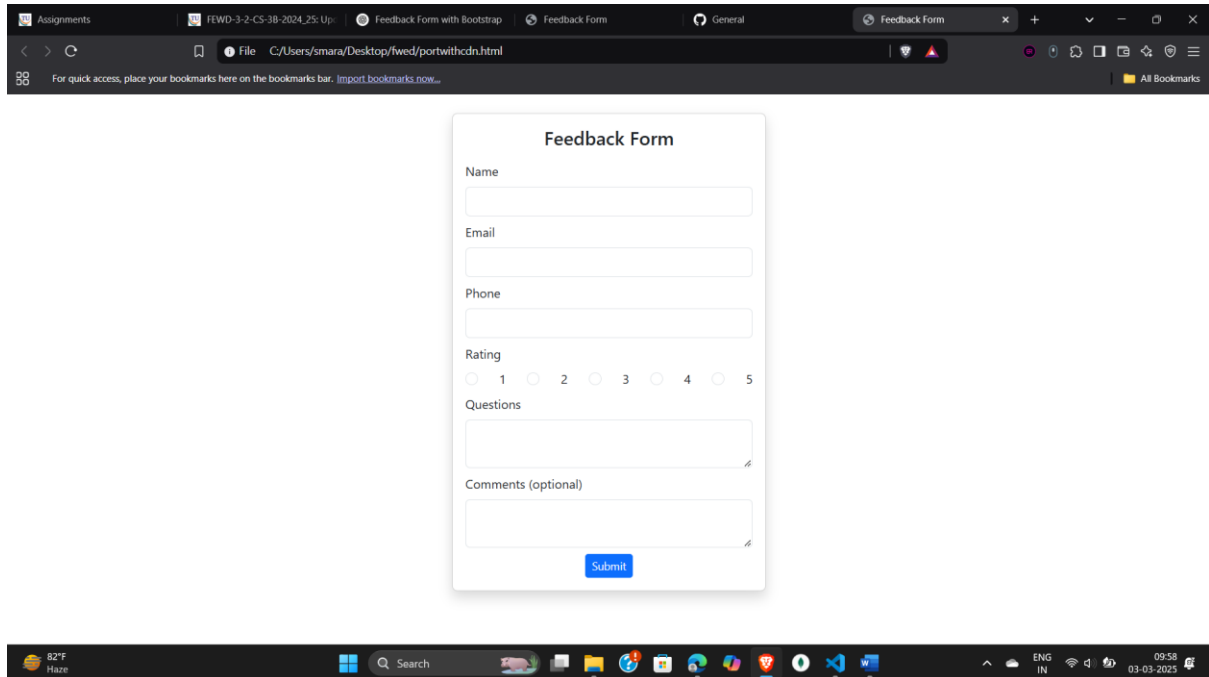 Assignments FEWD-3-2-CS-3B-2024_25: Up Feedback Form with Bootstrap Feedback Form General Feedback Form
File C:/Users/smara/Desktop/fwed/portwithcdn.html
For quick access, place your bookmarks here on the bookmarks bar. Import bookmarks now... All Bookmarks
Feedback Form
Name
Email
Phone
Rating
1 2 3 4 5
Questions
Comments (optional)
Submit
82°F
Haze
Search
ENG
IN
09:58
03-03-2025